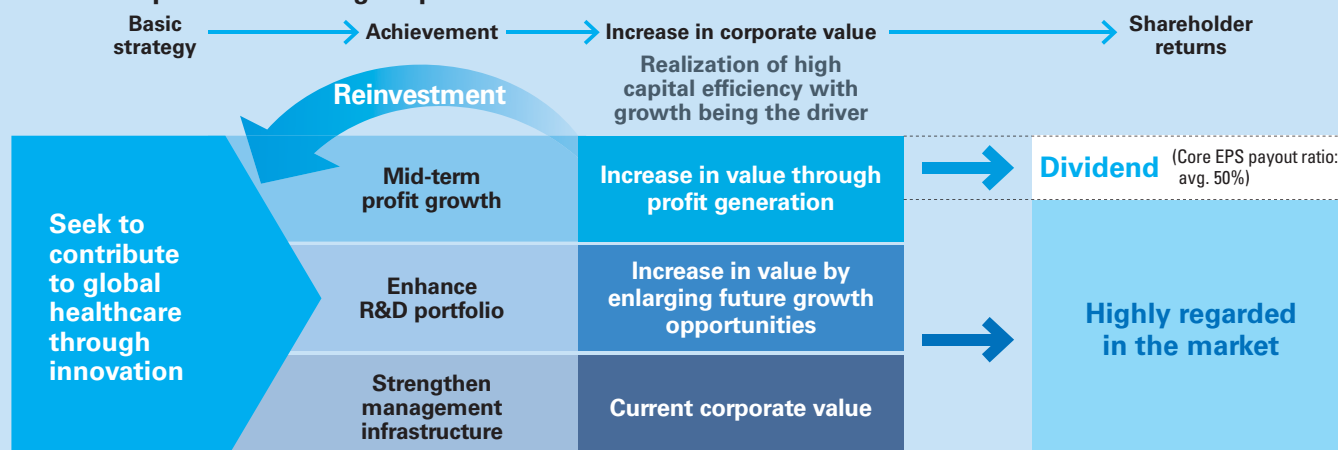 Basic
strategy
Achievement
Increase in corporate value
Shareholder
returns
Realization of high
capital efficiency with
growth being the driver
Reinvestment
Seek to
contribute
to global
healthcare
through
innovation
Mid-term
profit growth
Increase in value through
profit generation
Dividend (Core EPS payout ratio:
avg. 50%)
Enhance
R&D portfolio
Increase in value by
enlarging future growth
opportunities
Highly regarded
in the market
Strengthen
management
infrastructure
Current corporate value